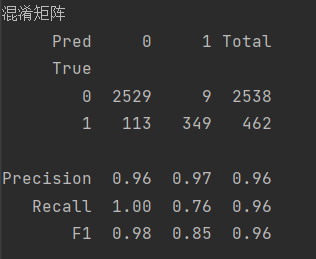 混淆矩阵
Pred 0 1 Total
True
0 2529 9 2538
1 113 349 462
Precision 0.96 0.97 0.96
Recall 1.00 0.76 0.96
F1 0.98 0.85 0.96